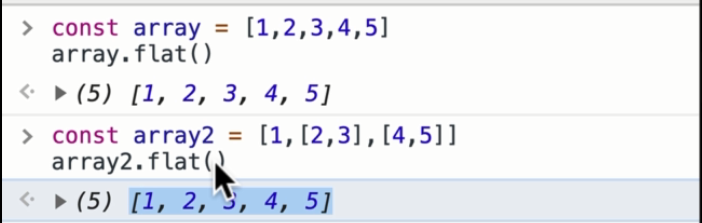 > const array = [1,2,3,4,5]
array.flat()
(5) [1, 2, 3, 4, 5]
> const array2 = [1,[2,3],[4,5]]
array2.flat()
(5) [1, 2, 3, 4, 5]